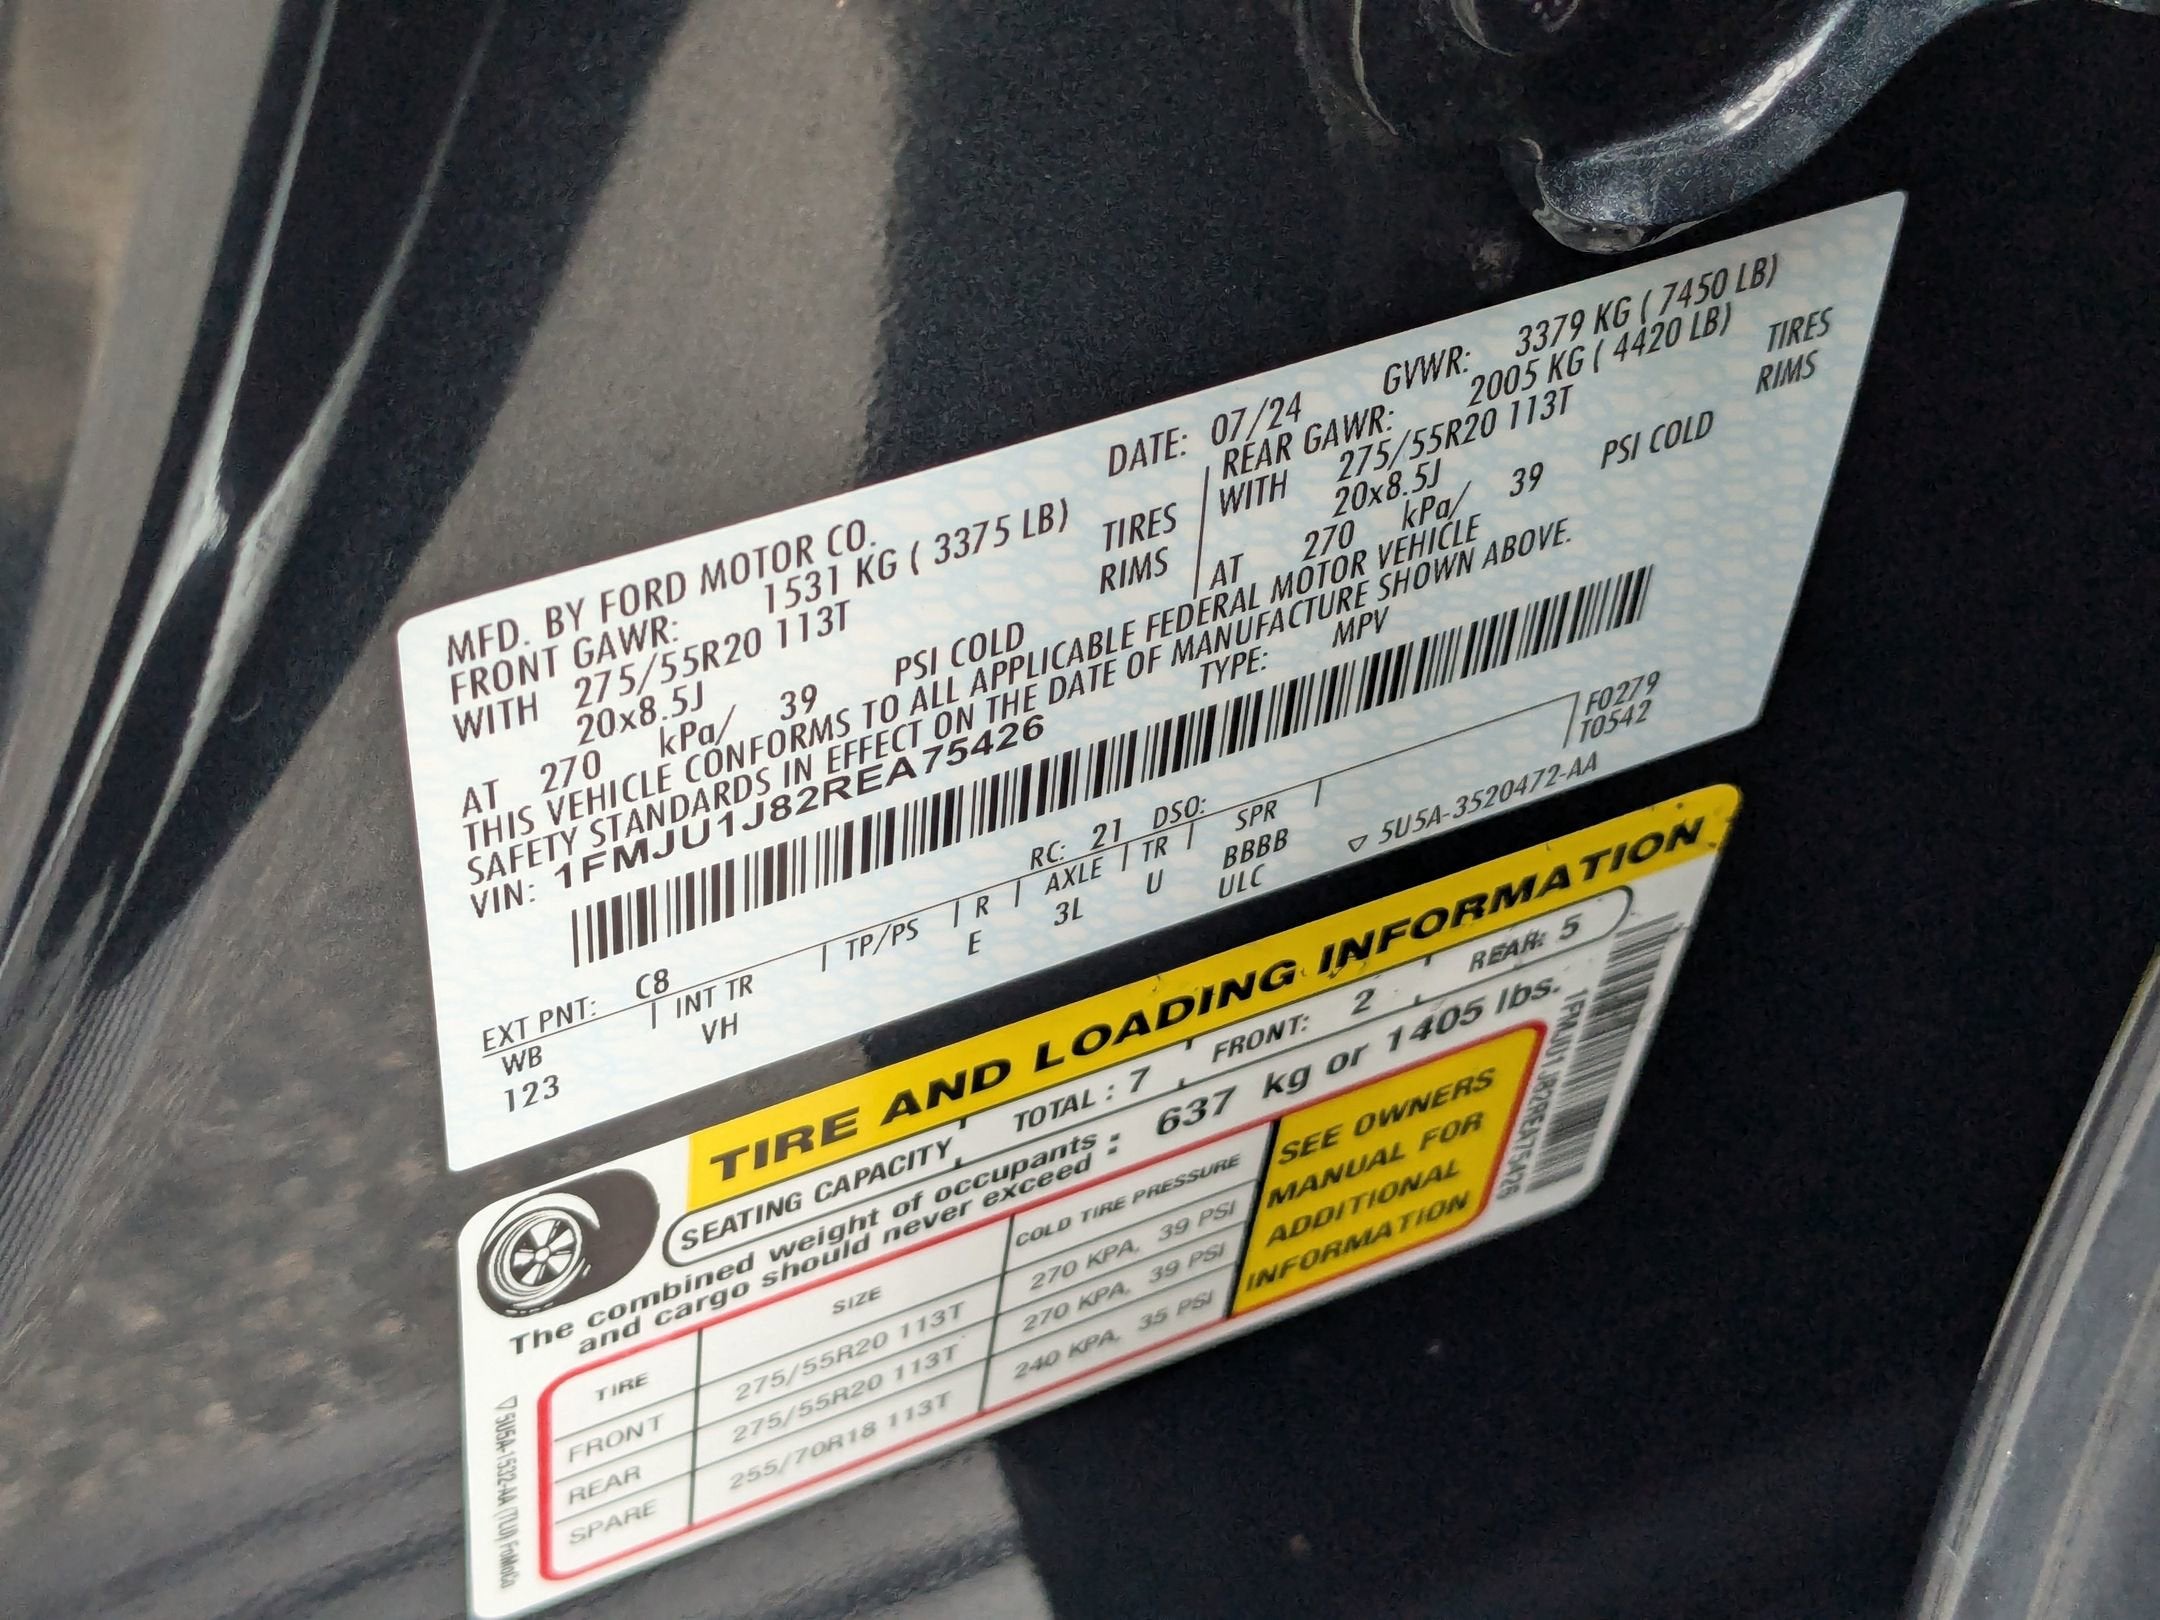 MFD. BY FORD MOTOR CO. DATE: 07/24 GVWR: 3379 KG ( 7450 LB)
FRONT GAWR: 1531 KG ( 3375 LB) REAR GAWR: 2005 KG ( 4420 LB)
WITH 275/55R20 113T TIRES WITH 275/55R20 113T TIRES
20x8.5J RIMS 20x8.5J RIMS
AT 270 kPa/ 39 PSI COLD AT 270 kPa/ 39 PSI COLD
THIS VEHICLE CONFORMS TO ALL APPLICABLE FEDERAL MOTOR VEHICLE
SAFETY STANDARDS IN EFFECT ON THE DATE OF MANUFACTURE SHOWN ABOVE.
VIN: 1FMJU1J82REA75426 TYPE: MPV
F0279
T0542
EXT PNT: C8 RC: 21 DSO:
WB INT TR TP/PS R AXLE TR SPR
123 VH E 3L U BBBB
ULC
▽ 5U5A-3520472-AA
TIRE AND LOADING INFORMATION
SEATING CAPACITY TOTAL : 7 FRONT: 2 REAR: 5
The combined weight of occupants and cargo should never exceed : 637 kg or 1405 lbs.
TIRE SIZE COLD TIRE PRESSURE
FRONT 275/55R20 113T 270 KPA, 39 PSI
REAR 275/55R20 113T 270 KPA, 39 PSI
SPARE 255/70R18 113T 240 KPA, 35 PSI
SEE OWNERS
MANUAL FOR
ADDITIONAL
INFORMATION
1FMJU1J82REA75426
▽ 5U5A-1532-AA (TLU) FoMoCo